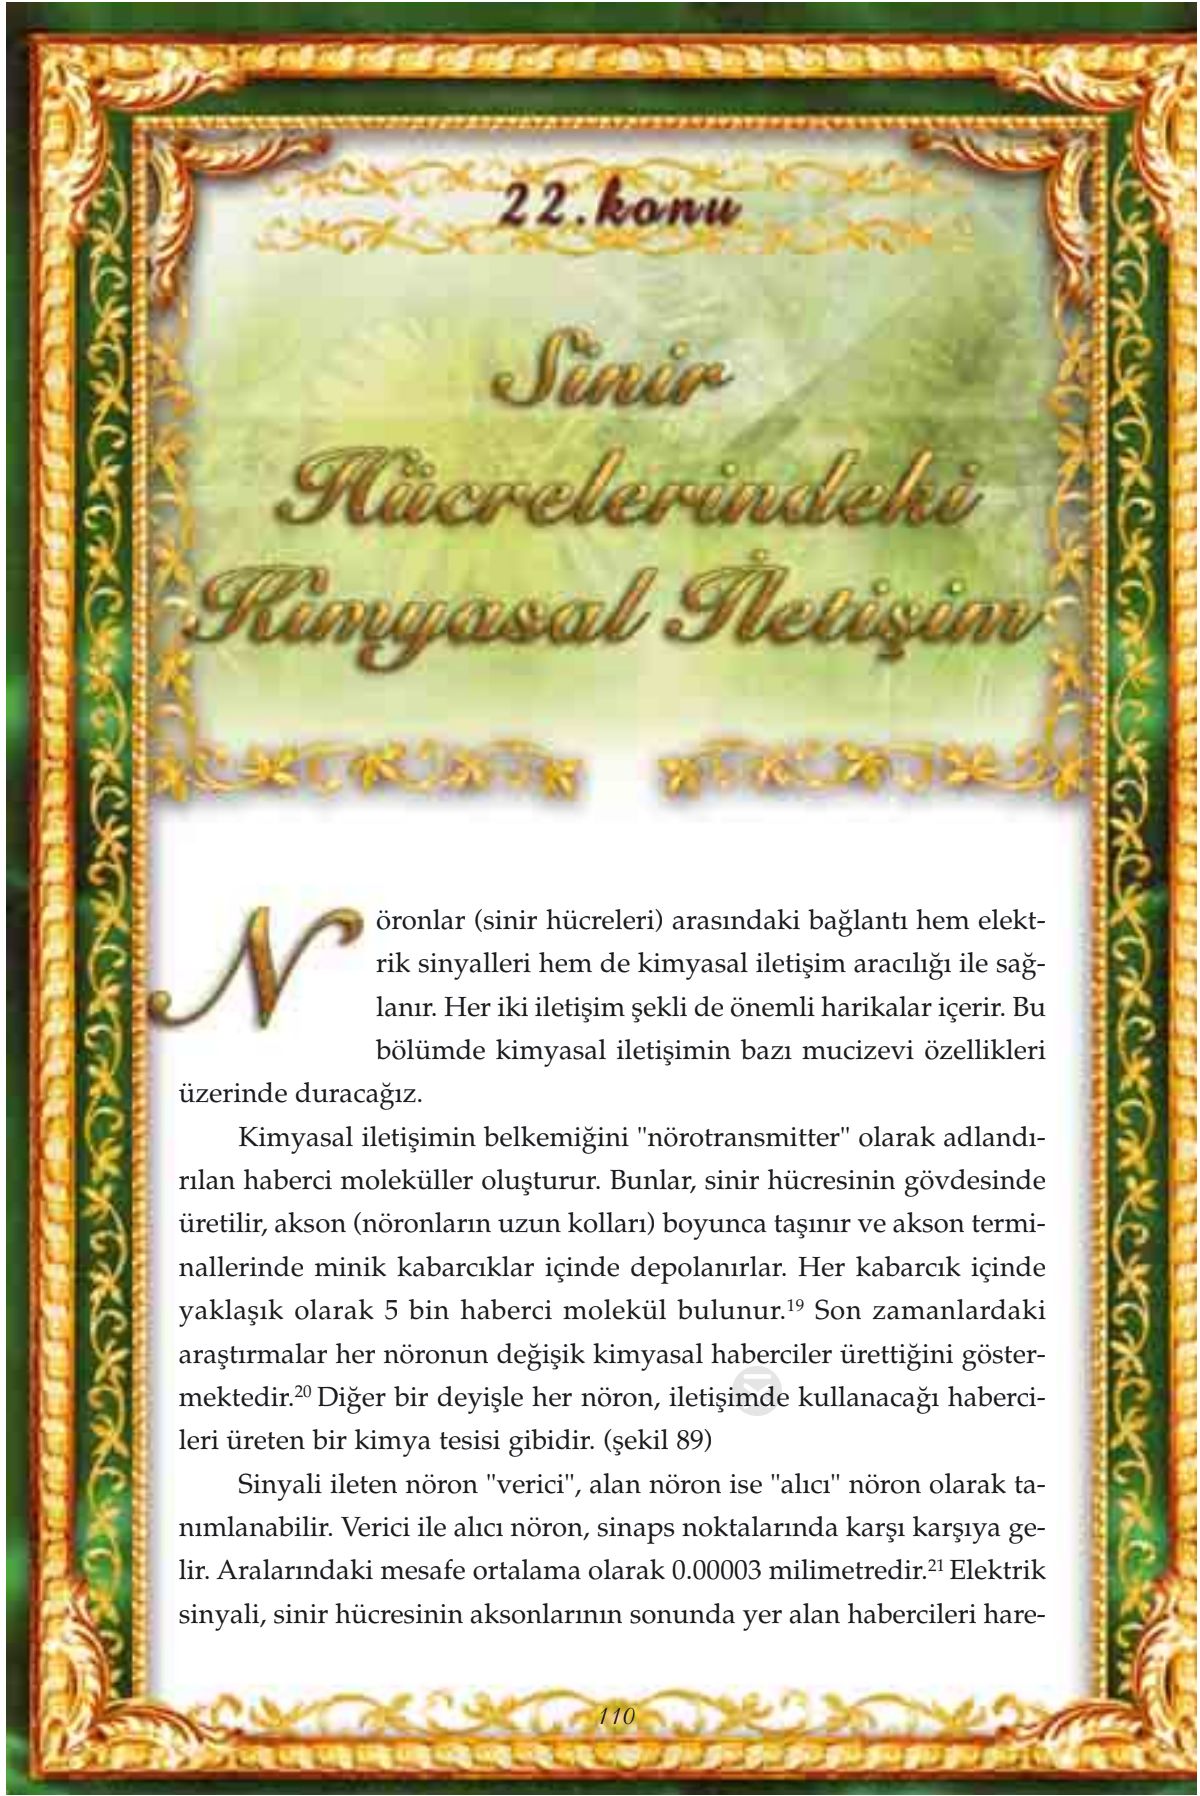 22.konu
Sinir
Hücrelerindeki
Kimyasal İletişim
Nöronlar (sinir hücreleri) arasındaki bağlantı hem elekt-
rik sinyalleri hem de kimyasal iletişim aracılığı ile sağ-
lanır. Her iki iletişim şekli de önemli harikalar içerir. Bu
bölümde kimyasal iletişimin bazı mucizevi özellikleri
üzerinde duracağız.
Kimyasal iletişimin belkemiğini "nörotransmitter" olarak adlandı-
rılan haberci moleküller oluşturur. Bunlar, sinir hücresinin gövdesinde
üretilir, akson (nöronların uzun kolları) boyunca taşınır ve akson termi-
nallerinde minik kabarcıklar içinde depolanırlar. Her kabarcık içinde
yaklaşık olarak 5 bin haberci molekül bulunur.19 Son zamanlardaki
araştırmalar her nöronun değişik kimyasal haberciler ürettiğini göster-
mektedir.20 Diğer bir deyişle her nöron, iletişimde kullanacağı haberci-
leri üreten bir kimya tesisi gibidir. (şekil 89)
Sinyali ileten nöron "verici", alan nöron ise "alıcı" nöron olarak ta-
nımlanabilir. Verici ile alıcı nöron, sinaps noktalarında karşı karşıya ge-
lir. Aralarındaki mesafe ortalama olarak 0.00003 milimetredir.21 Elektrik
sinyali, sinir hücresinin aksonlarının sonunda yer alan habercileri hare-
110